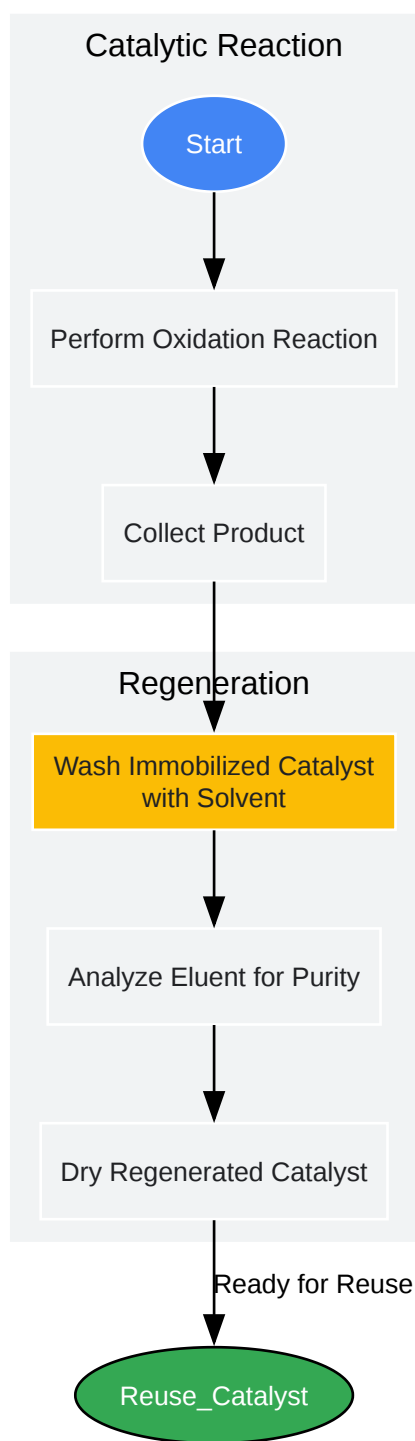 Catalytic Reaction
Start
Perform Oxidation Reaction
Collect Product
Regeneration
Wash Immobilized Catalyst
with Solvent
Analyze Eluent for Purity
Dry Regenerated Catalyst
Ready for Reuse
Reuse_Catalyst